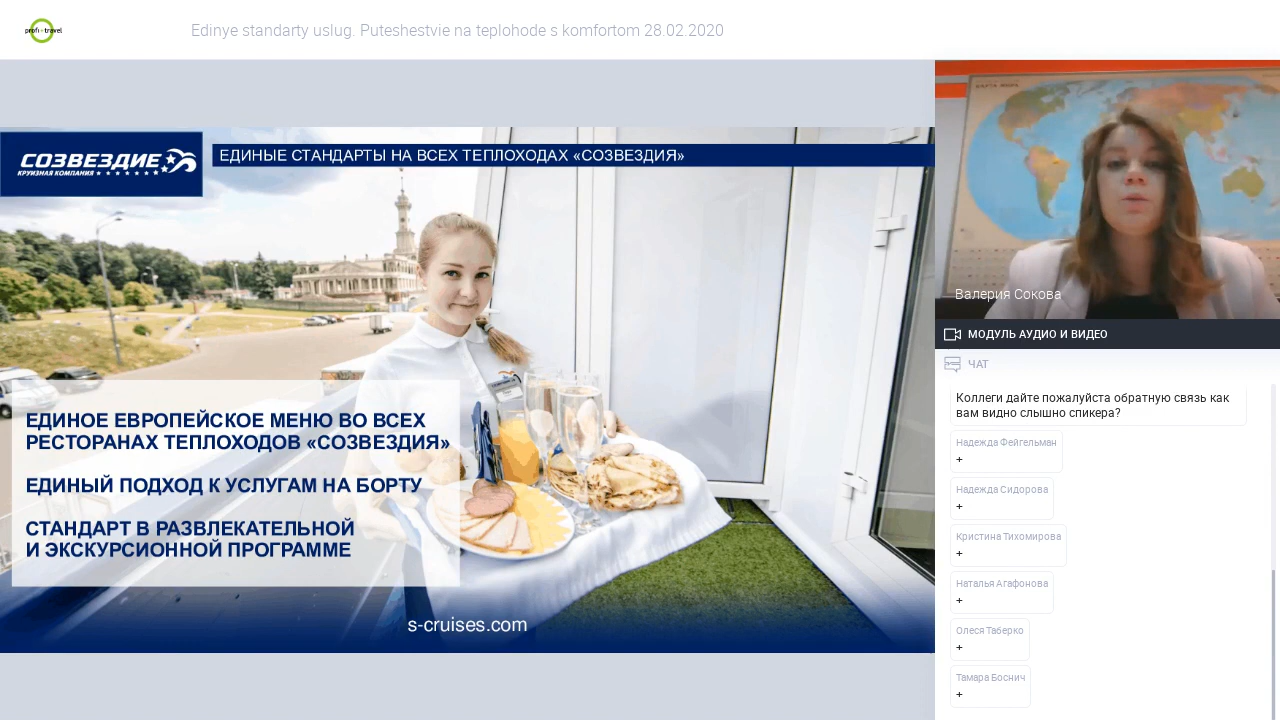 profi travel
Edinye standarty uslug. Puteshestvie na teplohode s komfortom 28.02.2020
СОЗВЕЗДИЕ
КРУИЗНАЯ КОМПАНИЯ
ЕДИНЫЕ СТАНДАРТЫ НА ВСЕХ ТЕПЛОХОДАХ «СОЗВЕЗДИЯ»
ЕДИНОЕ ЕВРОПЕЙСКОЕ МЕНЮ ВО ВСЕХ
РЕСТОРАНАХ ТЕПЛОХОДОВ «СОЗВЕЗДИЯ»
ЕДИНЫЙ ПОДХОД К УСЛУГАМ НА БОРТУ
СТАНДАРТ В РАЗВЛЕКАТЕЛЬНОЙ
И ЭКСКУРСИОННОЙ ПРОГРАММЕ
s-cruises.com
Валерия Сокова
МОДУЛЬ АУДИО И ВИДЕО
ЧАТ
Коллеги дайте пожалуйста обратную связь как
вам видно слышно спикера?
Надежда Фейгельман
+
Надежда Сидорова
+
Кристина Тихомирова
+
Наталья Агафонова
+
Олеся Таберко
+
Тамара Боснич
+